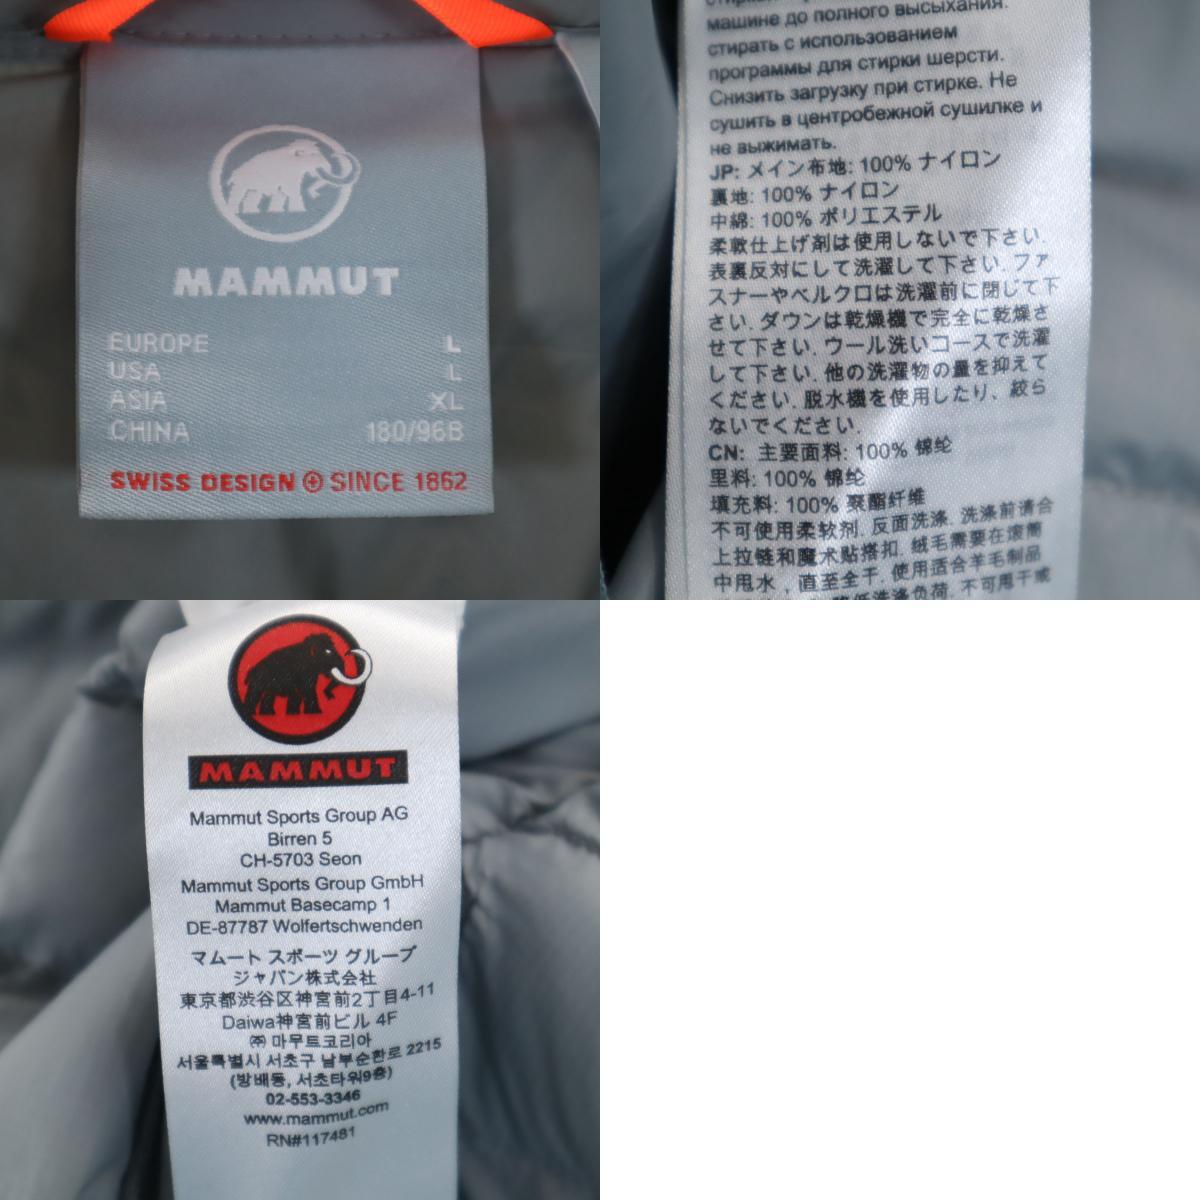 MAMMUT
EUROPE L
USA L
ASIA XL
CHINA 180/96B
SWISS DESIGN SINCE 1862
машине до полного высыхания.
стирать с использованием
программы для стирки шерсти.
Снизить загрузку при стирке. Не
сушить в центробежной сушилке и
не выжимать.
JP: メイン布地: 100% ナイロン
裏地: 100% ナイロン
中綿: 100% ポリエステル
柔軟仕上げ剤は使用しないで下さい.
表裏反対にして洗濯して下さい. ファ
スナーやベルクロは洗濯前に閉じて下
さい. ダウンは乾燥機で完全に乾燥さ
せて下さい. ウール洗いコースで洗濯
して下さい. 他の洗濯物の量を抑えて
ください. 脱水機を使用したり、絞ら
ないでください.
CN: 主要面料: 100% 锦纶
里料: 100% 锦纶
填充料: 100% 聚酯纤维
不可使用柔软剂. 反面洗涤. 洗涤前请合
上拉链和魔术贴搭扣. 绒毛需要在滚筒
中甩水，直至全干. 使用适合羊毛制品
降低洗涤负荷. 不可用干或
MAMMUT
Mammut Sports Group AG
Birren 5
CH-5703 Seon
Mammut Sports Group GmbH
Mammut Basecamp 1
DE-87787 Wolfertschwenden
マムート スポーツ グループ
ジャパン株式会社
東京都渋谷区神宮前2丁目4-11
Daiwa神宮前ビル 4F
㈜ 마무트코리아
서울특별시 서초구 남부순환로 2215
(방배동, 서초타워9층)
02-553-3346
www.mammut.com
RN#117481